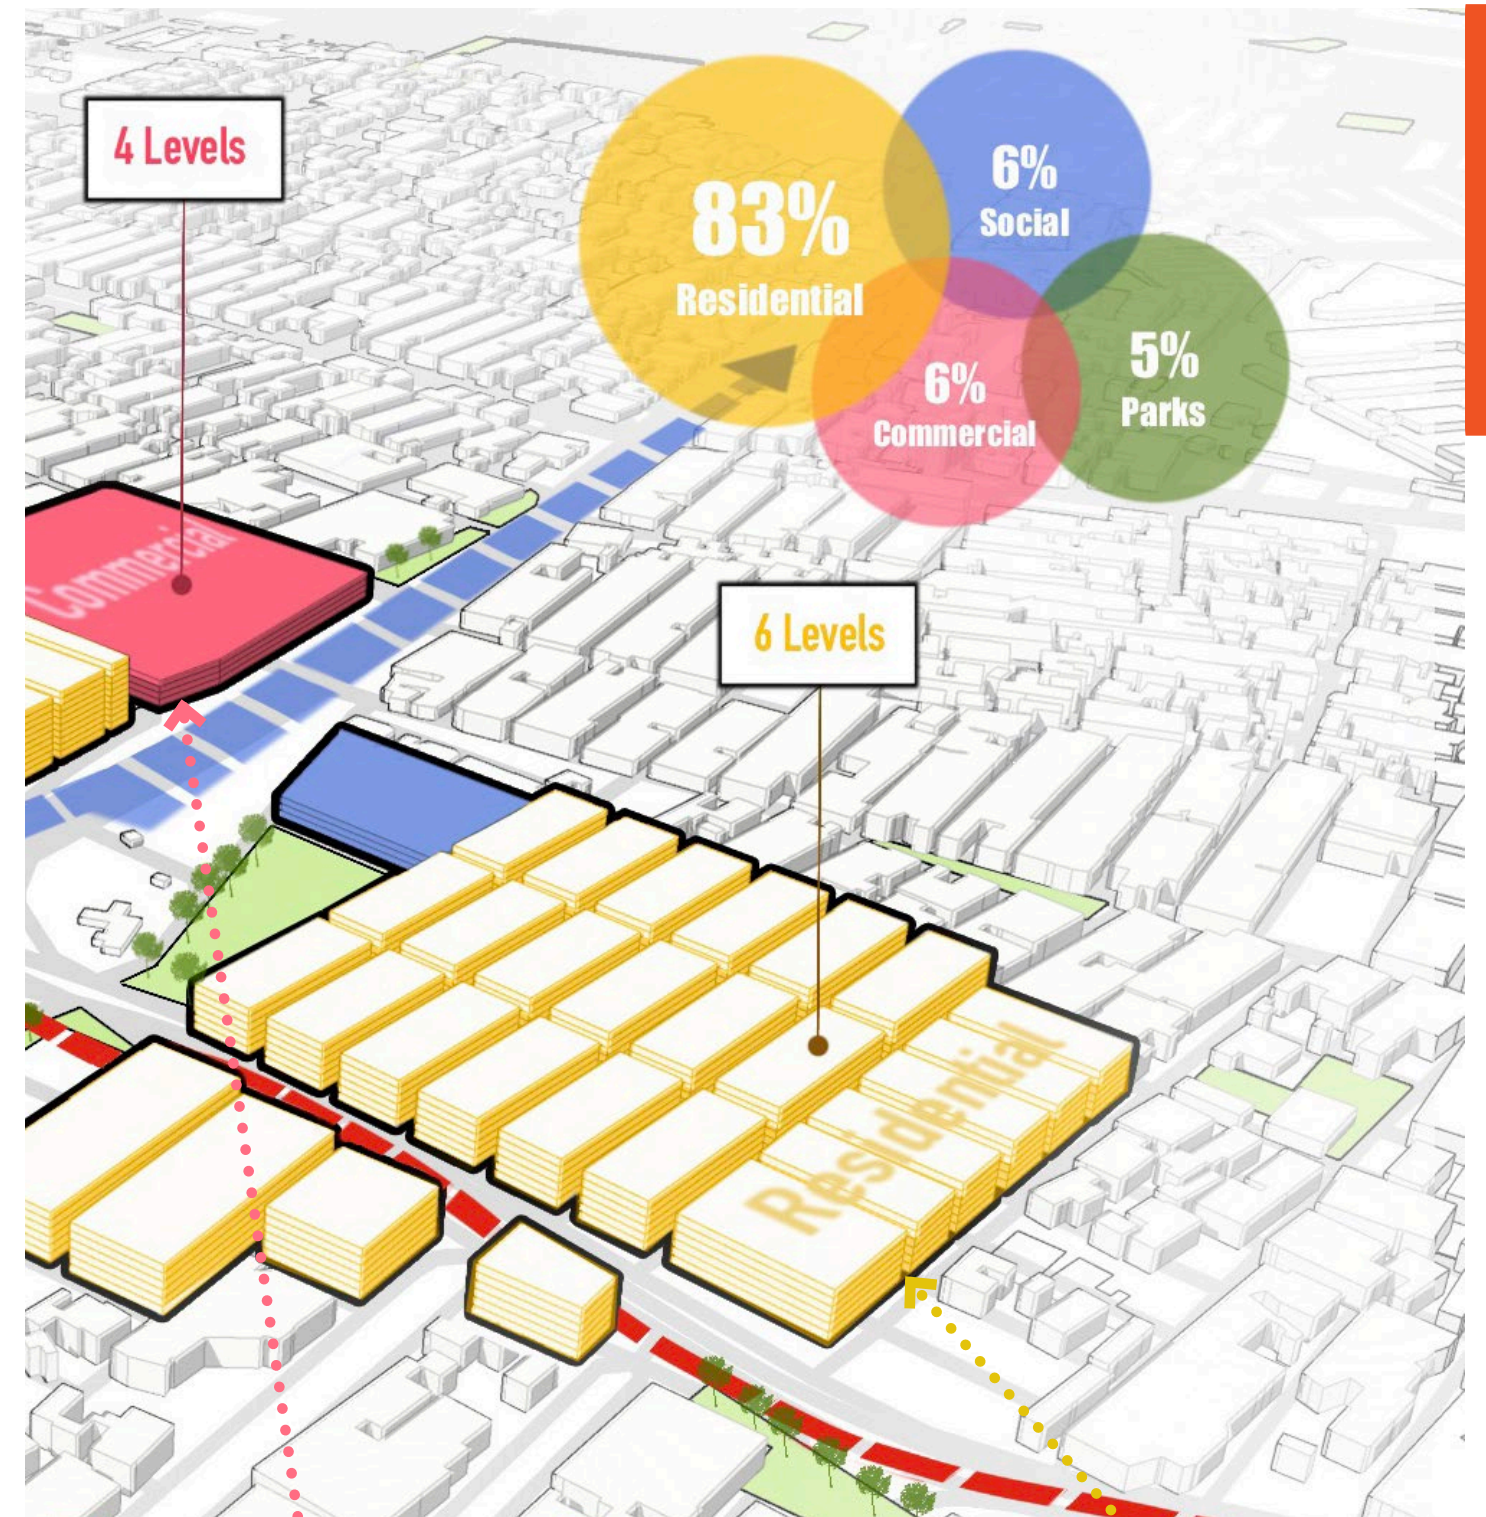 4 Levels
83%
Residential
6%
Social
6%
Commercial
5%
Parks
Commercial
6 Levels
Residential